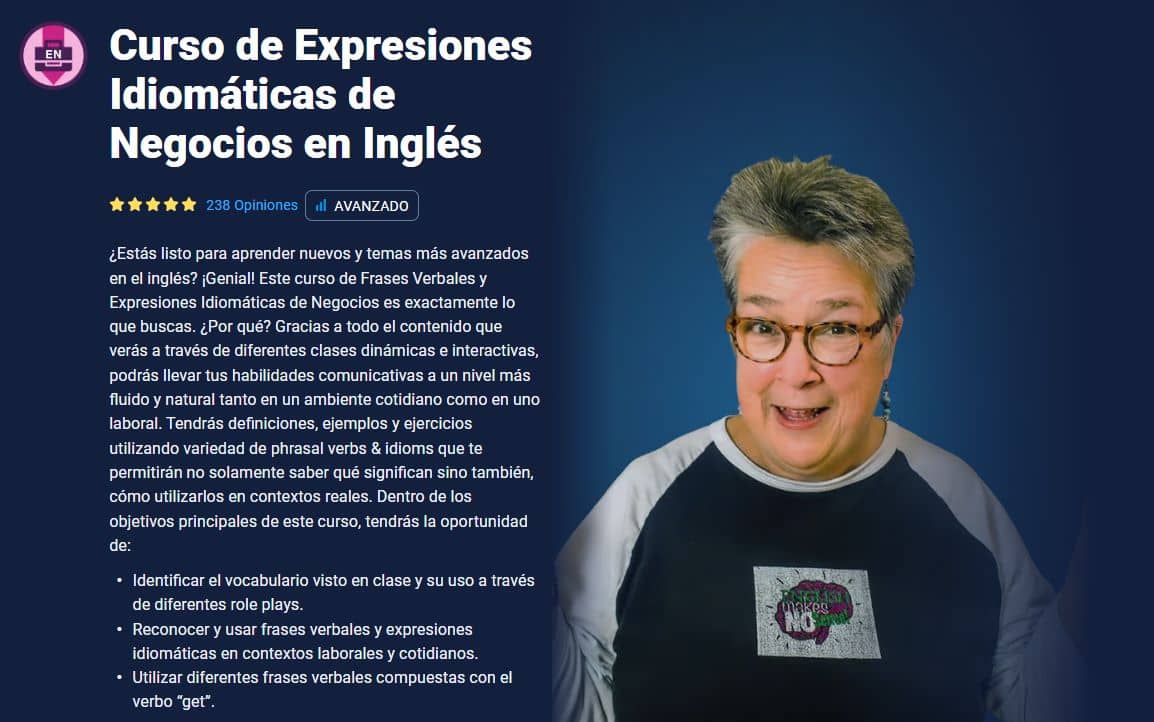 EN
Curso de Expresiones
Idiomáticas de
Negocios en Inglés
238 Opiniones
AVANZADO
¿Estás listo para aprender nuevos y temas más avanzados
en el inglés? ¡Genial! Este curso de Frases Verbales y
Expresiones Idiomáticas de Negocios es exactamente lo
que buscas. ¿Por qué? Gracias a todo el contenido que
verás a través de diferentes clases dinámicas e interactivas,
podrás llevar tus habilidades comunicativas a un nivel más
fluido y natural tanto en un ambiente cotidiano como en uno
laboral. Tendrás definiciones, ejemplos y ejercicios
utilizando variedad de phrasal verbs & idioms que te
permitirán no solamente saber qué significan sino también,
cómo utilizarlos en contextos reales. Dentro de los
objetivos principales de este curso, tendrás la oportunidad
de:
• Identificar el vocabulario visto en clase y su uso a través
de diferentes role plays.
• Reconocer y usar frases verbales y expresiones
idiomáticas en contextos laborales y cotidianos.
• Utilizar diferentes frases verbales compuestas con el
verbo “get”.
ENGLISH
makes
NO